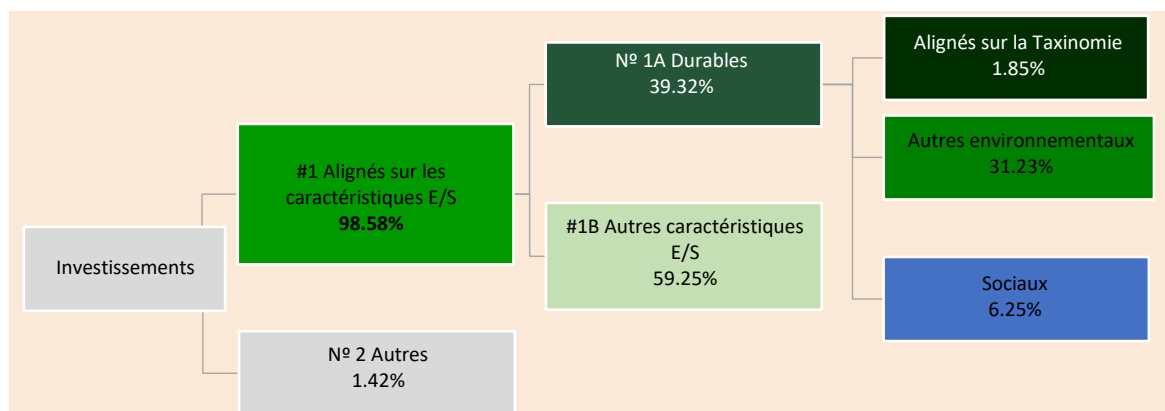 Investissements
#1 Alignés sur les
caractéristiques E/S
98.58%
Nº 2 Autres
1.42%
Nº 1A Durables
39.32%
#1B Autres caractéristiques
E/S
59.25%
Alignés sur la Taxinomie
1.85%
Autres environnementaux
31.23%
Sociaux
6.25%